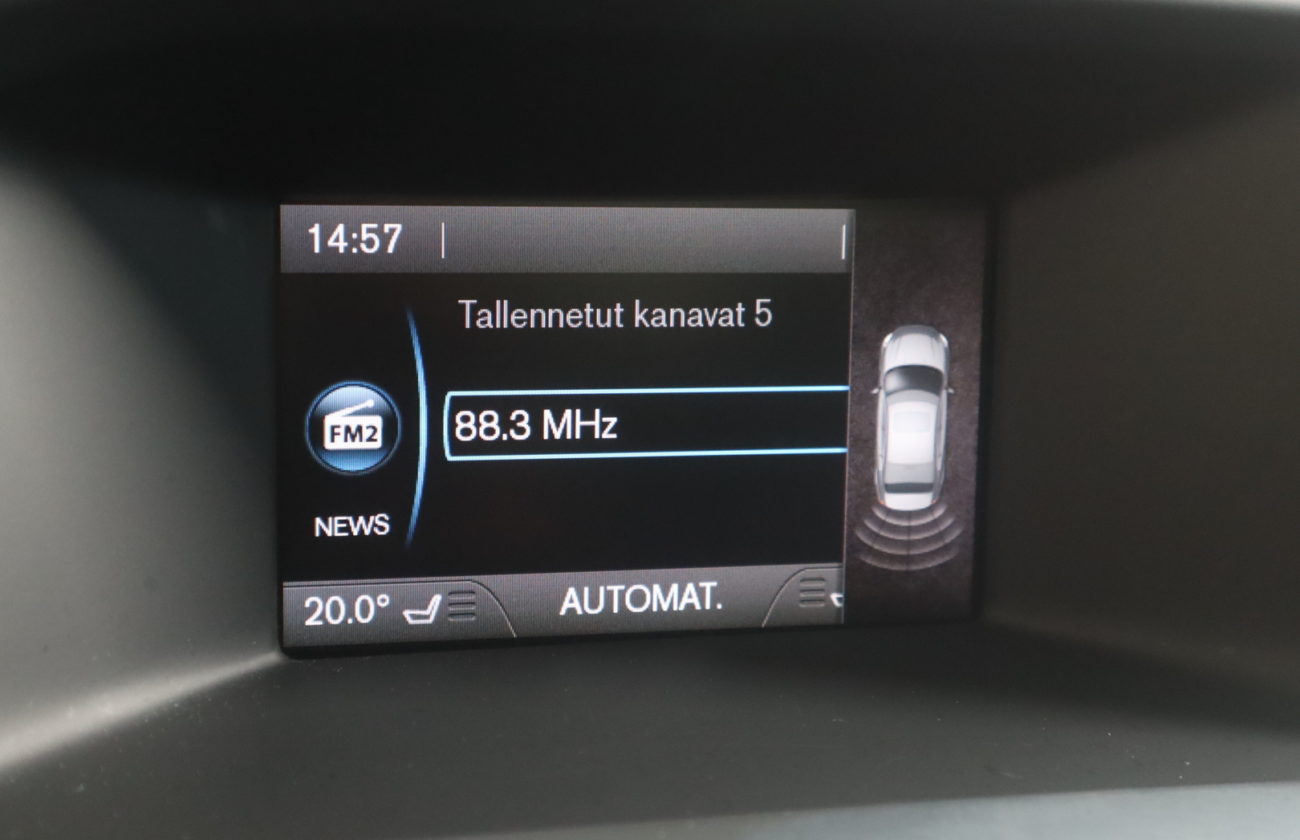 14:57
Tallennetut kanavat 5
FM2
88.3 MHz
NEWS
20.0°
AUTOMAT.